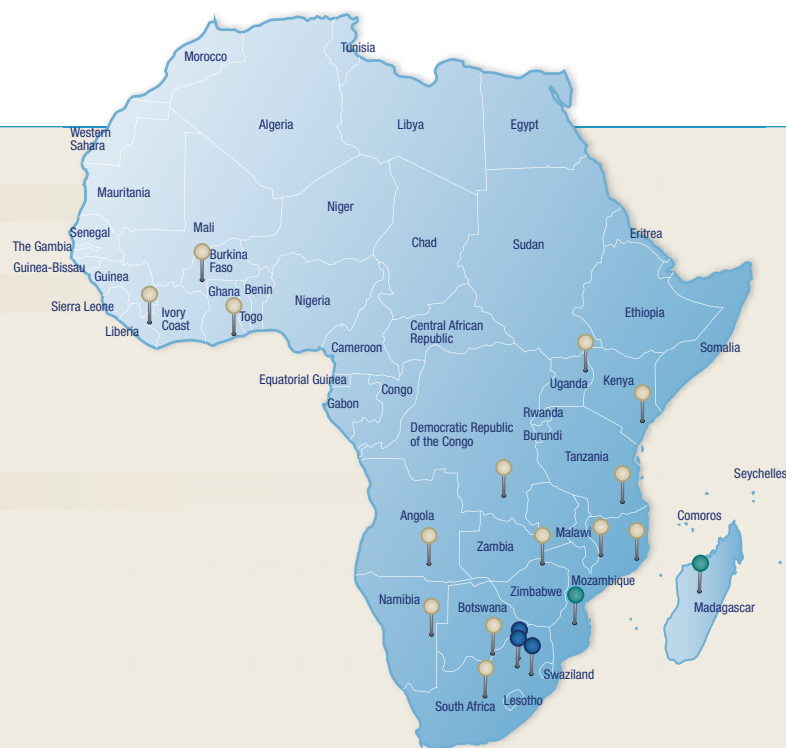 Tunisia
Morocco
Algeria
Libya
Egypt
Western
Sahara
Mauritania
Niger
Mali
Senegal
Eritrea
Chad
Sudan
The Gambia
Burkina
Faso
Guinea-Bissau
Guinea
Ghana
Benin
Nigeria
Sierra Leone
Ivory
Coast
Togo
Ethiopia
Liberia
Central African
Republic
Cameroon
Somalia
Equatorial Guinea
Congo
Uganda
Kenya
Gabon
Rwanda
Democratic Republic
of the Congo
Burundi
Tanzania
Seychelles
Angola
Comoros
Malawi
Zambia
Mozambique
Zimbabwe
Namibia
Botswana
Madagascar
Swaziland
South Africa
Lesotho